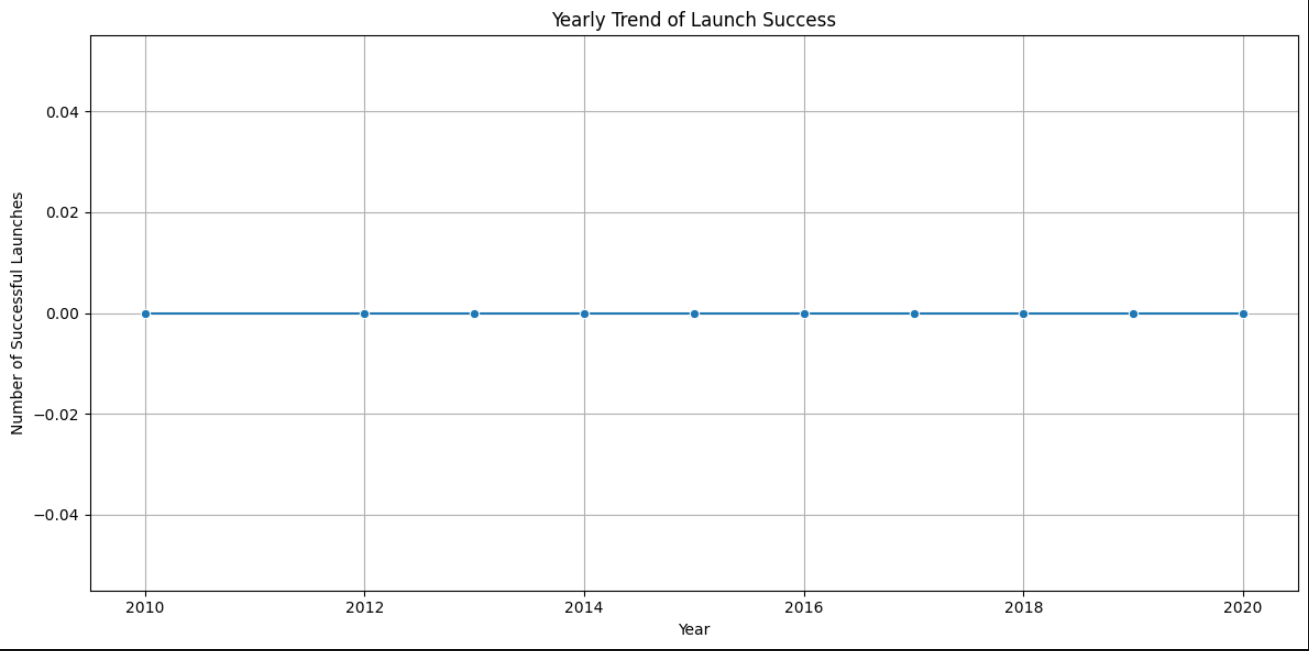 Yearly Trend of Launch Success
0.04
0.02
0.00
−0.02
−0.04
Number of Successful Launches
2010 2012 2014 2016 2018 2020
Year